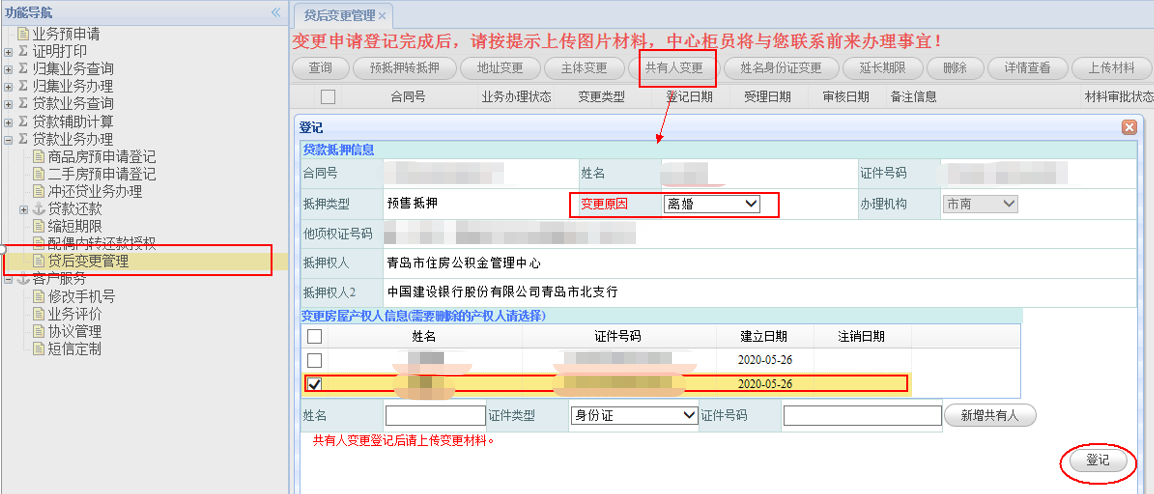 功能导航
业务预申请
证明打印
归集业务查询
归集业务办理
贷款业务查询
贷款辅助计算
贷款业务办理
商品房预申请登记
二手房预申请登记
冲还贷业务办理
贷款还款
缩短期限
配偶内转还款授权
贷后变更管理
客户服务
修改手机号
业务评价
协议管理
短信定制
贷后变更管理
变更申请登记完成后，请按提示上传图片材料，中心柜员将与您联系前来办理事宜！
查询 预抵押转抵押 地址变更 主体变更 共有人变更 姓名身份证变更 延长期限 删除 详情查看 上传材料
合同号 业务办理状态 变更类型 登记日期 受理日期 审核日期 备注信息 材料审批状态
登记
贷款抵押信息
合同号 姓名 证件号码
抵押类型 预售抵押 变更原因 离婚 办理机构 市南
他项权证号码
抵押权人 青岛市住房公积金管理中心
抵押权人2 中国建设银行股份有限公司青岛市北支行
变更房屋产权人信息(需要删除的产权人请选择)
姓名 证件号码 建立日期 注销日期
2020-05-26
2020-05-26
姓名 证件类型 身份证 证件号码 新增共有人
共有人变更登记后请上传变更材料。
登记